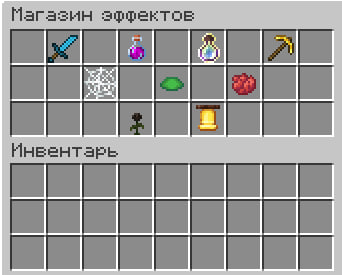 Магазин эффектов
Инвентарь